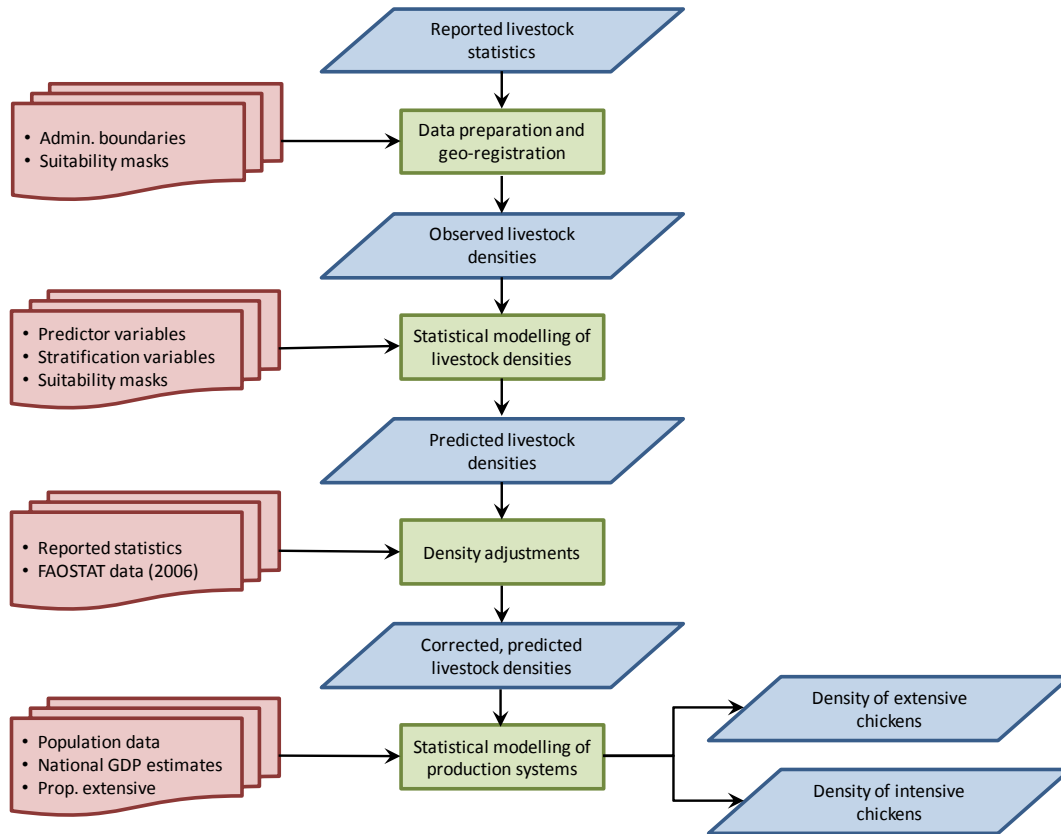 Reported livestock
statistics
• Admin. boundaries
• Suitability masks
Data preparation and
geo-registration
Observed livestock
densities
• Predictor variables
• Stratification variables
• Suitability masks
Statistical modelling of
livestock densities
Predicted livestock
densities
• Reported statistics
• FAOSTAT data (2006)
Density adjustments
Corrected, predicted
livestock densities
• Population data
• National GDP estimates
• Prop. extensive
Statistical modelling of
production systems
Density of extensive
chickens
Density of intensive
chickens